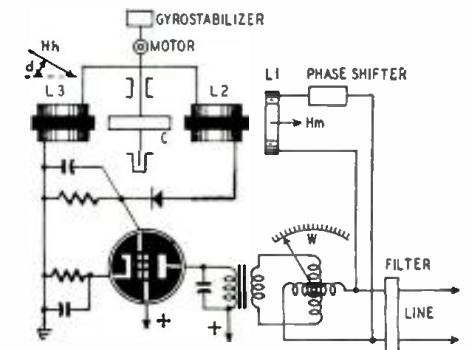 GYROSTABILIZER
MOTOR
Hh
d
L3
L2
L1
PHASE SHIFTER
Hm
C
W
FILTER
LINE
+
+